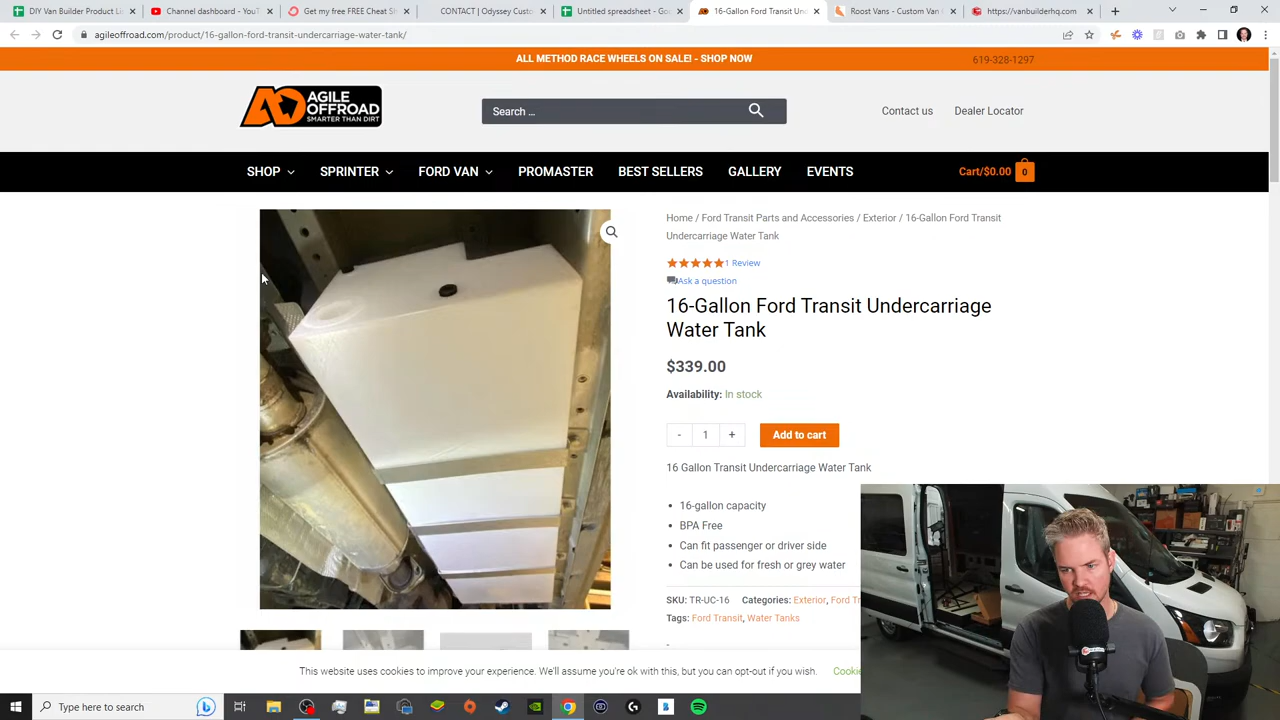 DIY Van Builder Product Li
Channel dashboard - YouT
Get my free FREE Cheat S
CONTACT | Odyssey Custo
Untitled spreadsheet - Go
16-Gallon Ford Transit Und
Roost Vans - Custom Van
https://vanbuilderhq.com
agileoffroad.com/product/16-gallon-ford-transit-undercarriage-water-tank/
ALL METHOD RACE WHEELS ON SALE! - SHOP NOW
619-328-1297
AO AGILE
OFFROAD
SMARTER THAN DIRT
Search ...
Contact us
Dealer Locator
SHOP
SPRINTER
FORD VAN
PROMASTER
BEST SELLERS
GALLERY
EVENTS
Cart/$0.00 0
Home / Ford Transit Parts and Accessories / Exterior / 16-Gallon Ford Transit
Undercarriage Water Tank
1 Review
Ask a question
16-Gallon Ford Transit Undercarriage
Water Tank
$339.00
Availability: In stock
- 1 +
Add to cart
16 Gallon Transit Undercarriage Water Tank
• 16-gallon capacity
• BPA Free
• Can fit passenger or driver side
• Can be used for fresh or grey water
SKU: TR-UC-16 Categories: Exterior, Ford Tr
Tags: Ford Transit, Water Tanks
-
This website uses cookies to improve your experience. We'll assume you're ok with this, but you can opt-out if you wish. Cookie
Type here to search